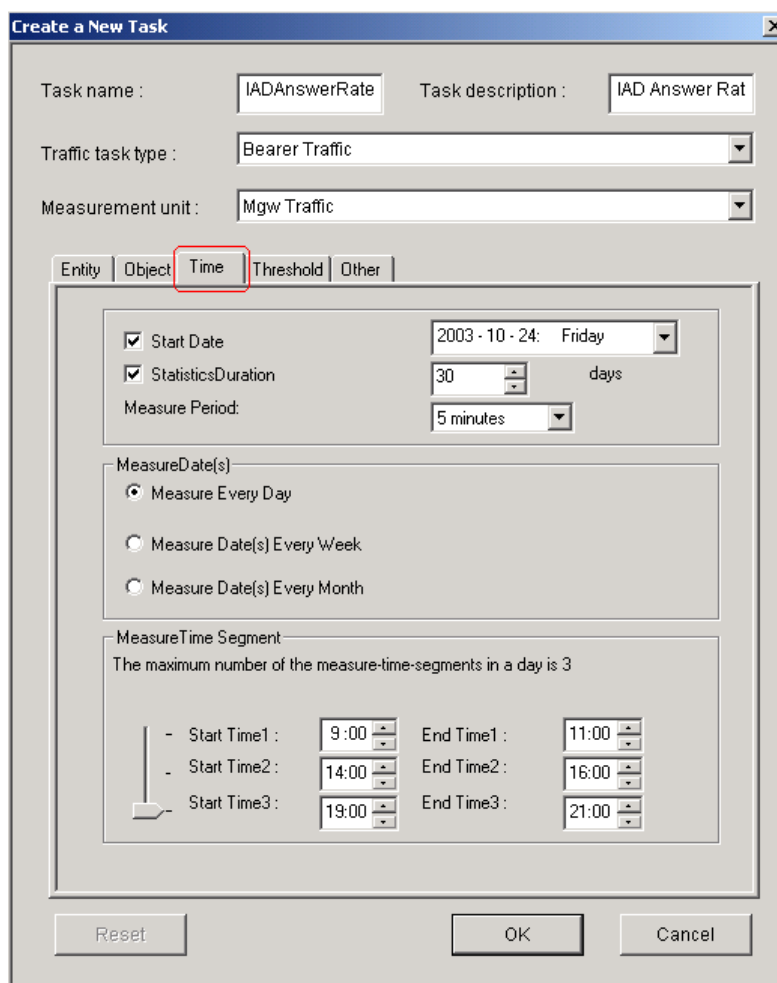 Create a New Task
Task name : IADAnswerRate Task description : IAD Answer Rat
Traffic task type : Bearer Traffic
Measurement unit : Mgw Traffic
Entity Object Time Threshold Other
Start Date 2003 - 10 - 24: Friday
StatisticsDuration 30 days
Measure Period: 5 minutes
MeasureDate(s)
Measure Every Day
Measure Date(s) Every Week
Measure Date(s) Every Month
MeasureTime Segment
The maximum number of the measure-time-segments in a day is 3
Start Time1 : 9 :00 End Time1 : 11:00
Start Time2 : 14:00 End Time2 : 16:00
Start Time3 : 19:00 End Time3 : 21:00
Reset OK Cancel